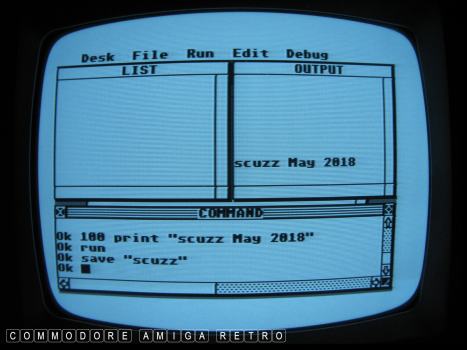 Desk File Run Edit Debug
LIST
OUTPUT
scuzz May 2018
COMMAND
Ok 100 print "scuzz May 2018"
Ok run
Ok save "scuzz"
Ok
COMMODORE AMIGA RETRO